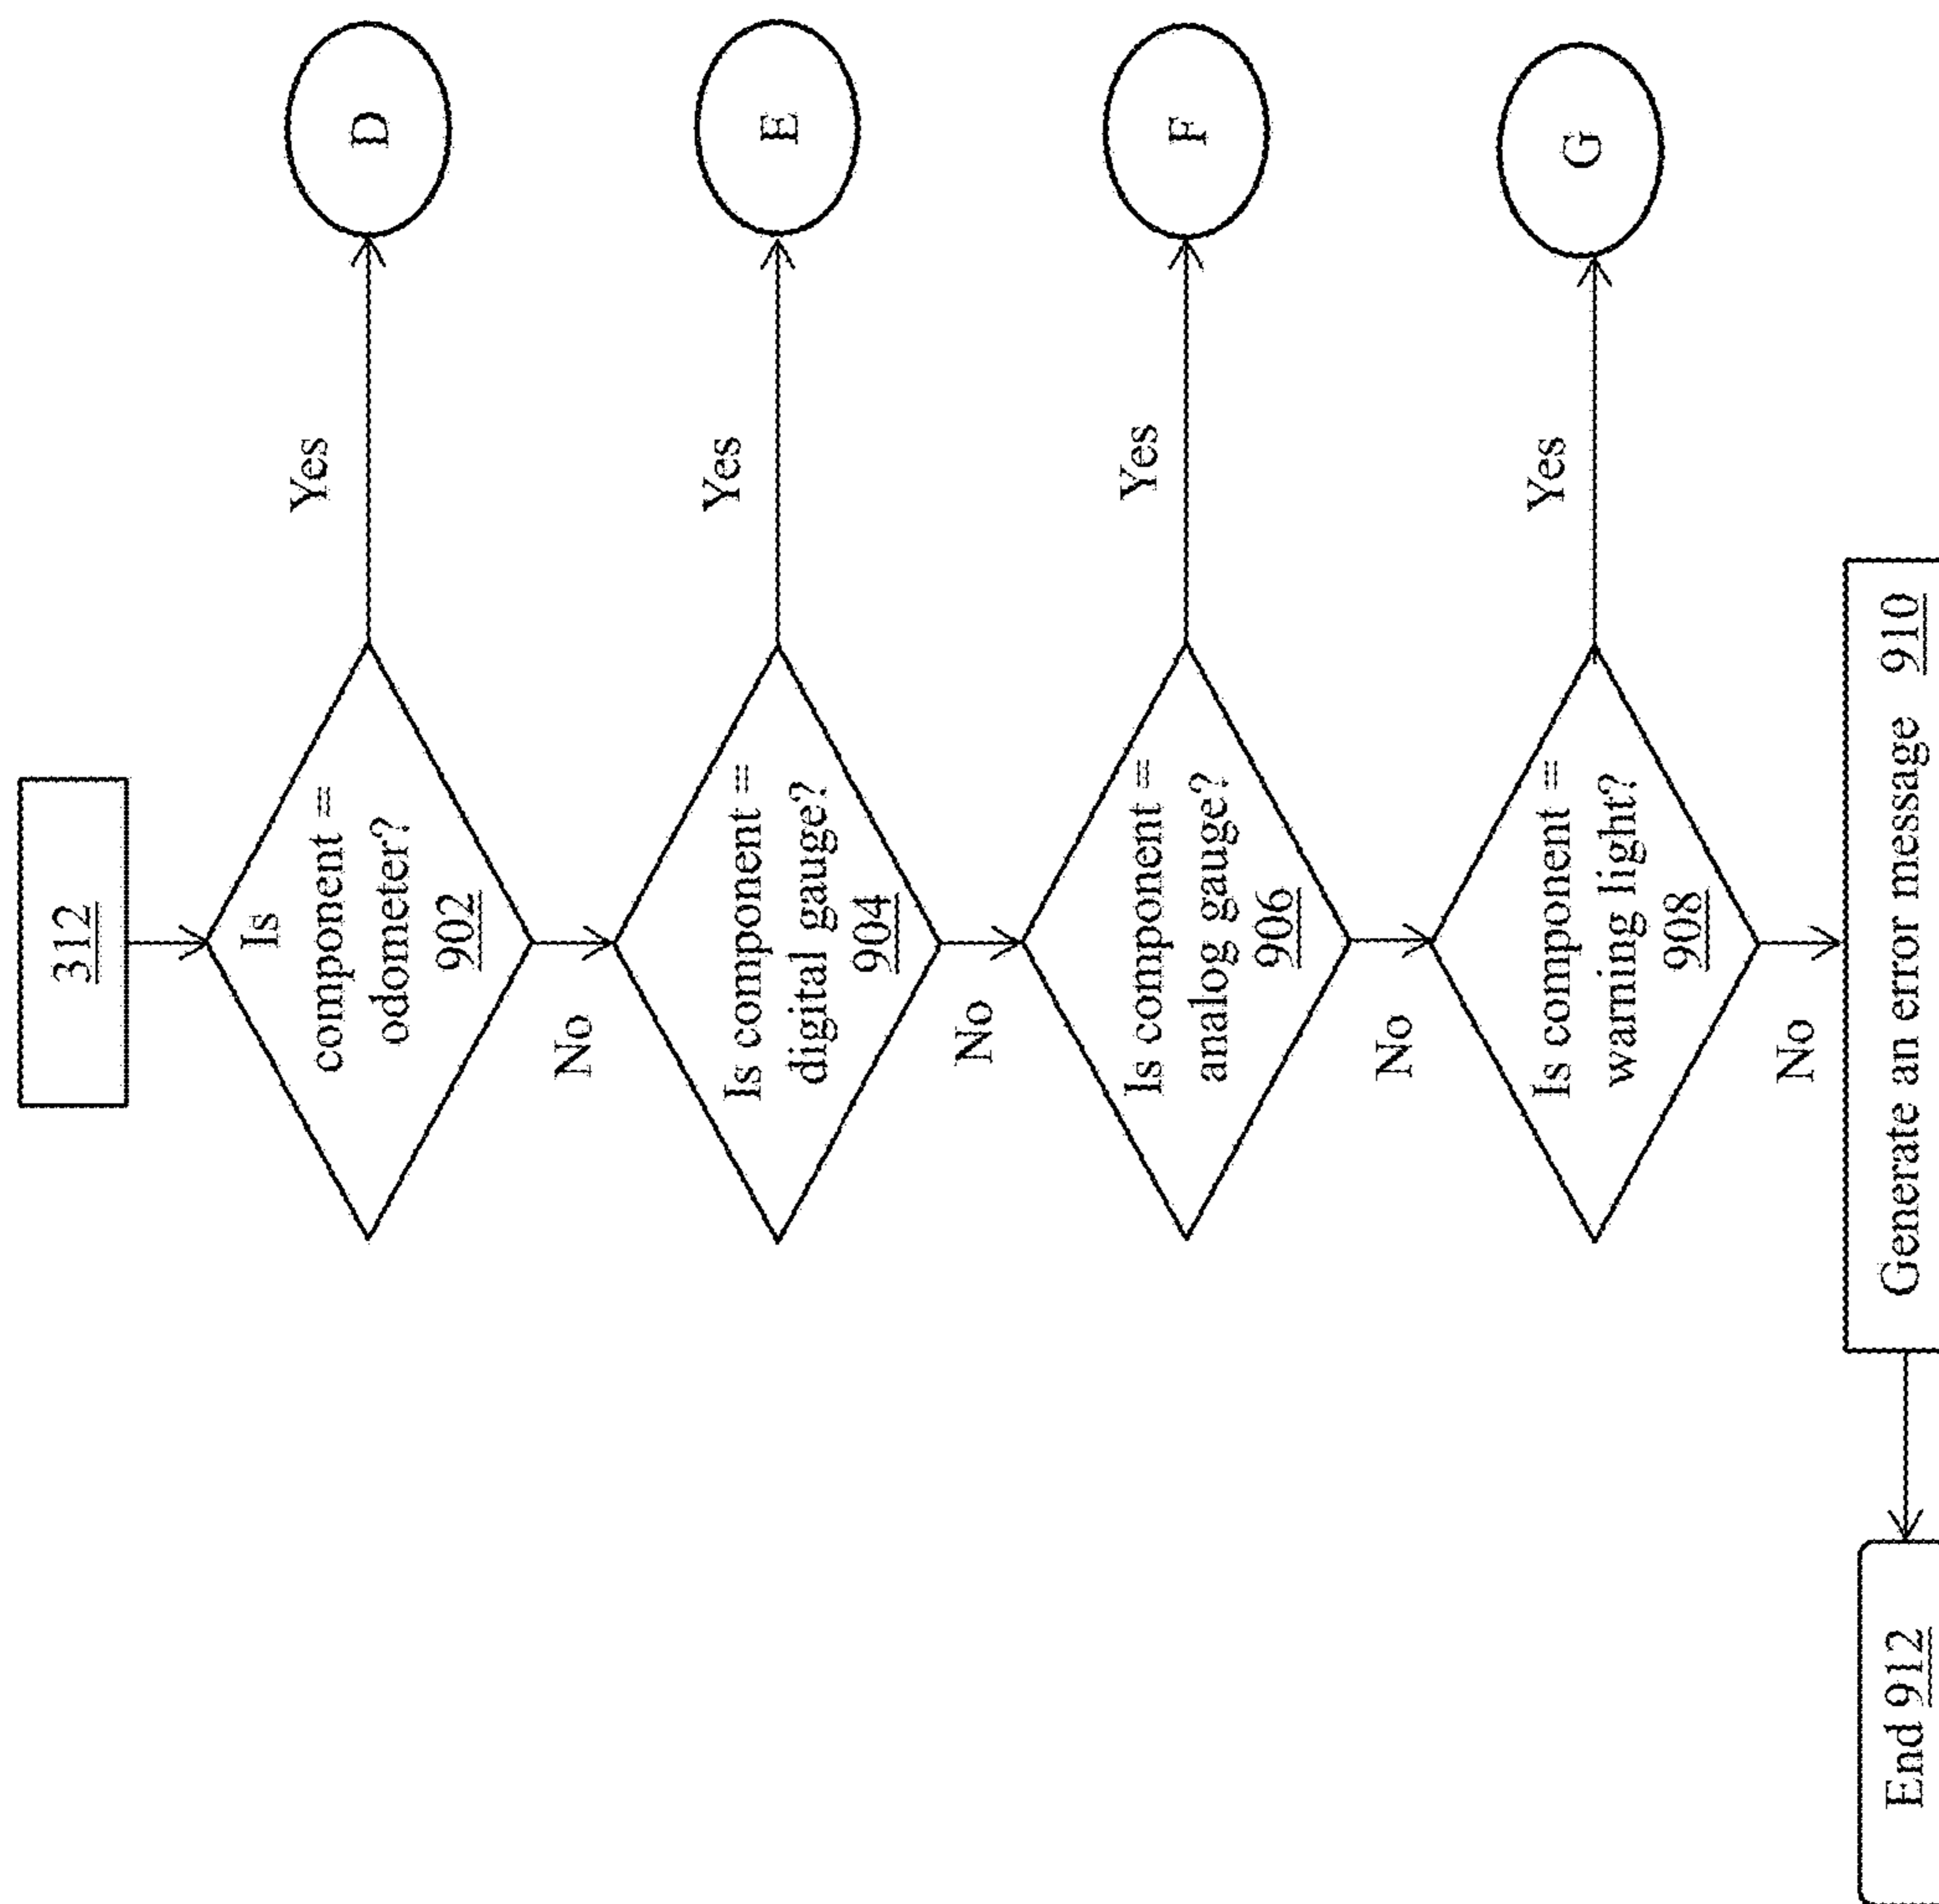 312
Is
component =
odometer?
902
Yes
D
No
Is component =
digital gauge?
904
Yes
E
No
Is component =
analog gauge?
906
Yes
F
No
Is component =
warning light?
908
Yes
G
No
Generate an error message 910
End 912